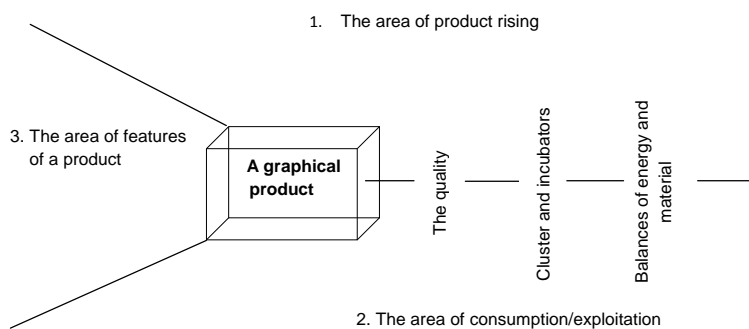 1. The area of product rising
3. The area of features
of a product
A graphical
product
The quality
Cluster and incubators
Balances of energy and
material
2. The area of consumption/exploitation